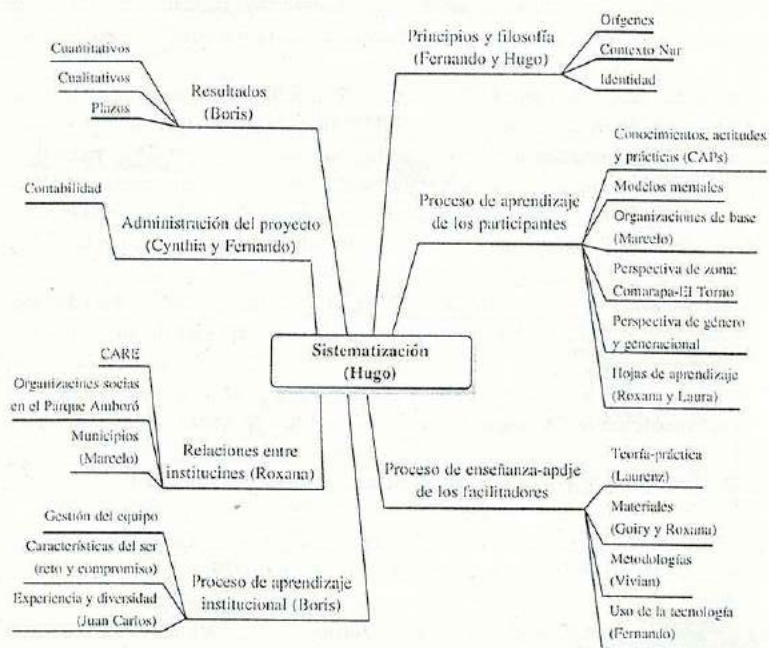 Cuantitativos
Cualitativos
Plazos
Resultados
(Boris)
Contabilidad
Administración del proyecto
(Cynthia y Fernando)
CARE
Organizacines socias
en el Parque Amboró
Municipios
(Marcelo)
Relaciones entre
institucines (Roxana)
Gestión del equipo
Características del ser
(reto y compromiso)
Experiencia y diversidad
(Juan Carlos)
Proceso de aprendizaje
institucional (Boris)
Sistematización
(Hugo)
Principios y filosofía
(Fernando y Hugo)
Orígenes
Contexto Nur
Identidad
Proceso de aprendizaje
de los participantes
Conocimientos, actitudes
y prácticas (CAPs)
Modelos mentales
Organizaciones de base
(Marcelo)
Perspectiva de zona:
Comarapa-El Torno
Perspectiva de género
y generacional
Hojas de aprendizaje
(Roxana y Laura)
Proceso de enseñanza-apdje
de los facilitadores
Teoría-práctica
(Laurenz)
Materiales
(Goiry y Roxana)
Metodologías
(Vivian)
Uso de la tecnología
(Fernando)